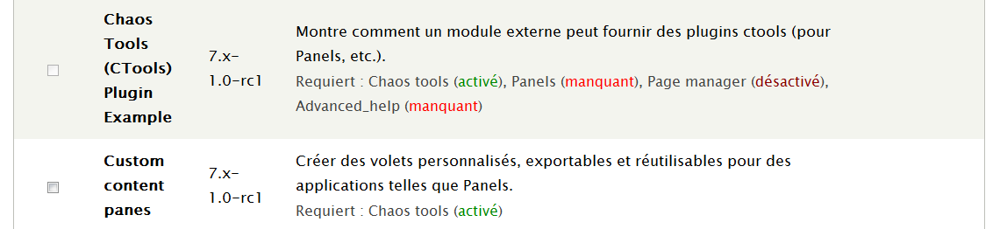 Chaos
Tools
(CTools)
Plugin
Example
7.x-
1.0-rc1
Montre comment un module externe peut fournir des plugins ctools (pour
Panels, etc.).
Requiert : Chaos tools (activé), Panels (manquant), Page manager (désactivé),
Advanced_help (manquant)
Custom
content
panes
7.x-
1.0-rc1
Créer des volets personnalisés, exportables et réutilisables pour des
applications telles que Panels.
Requiert : Chaos tools (activé)